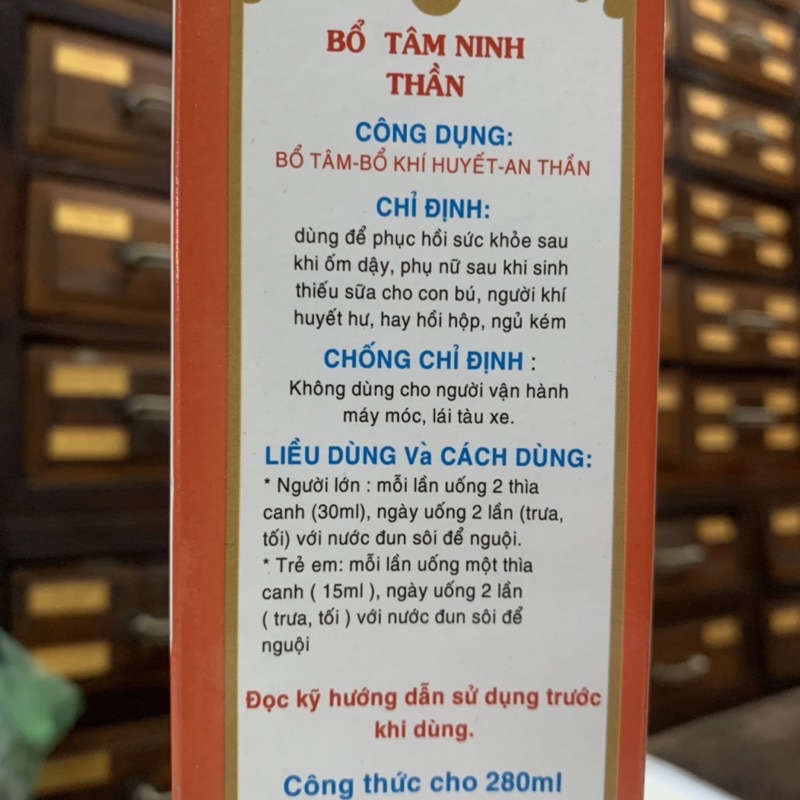 BỔ TÂM NINH
THẦN
CÔNG DỤNG:
BỔ TÂM-BỔ KHÍ HUYẾT-AN THẦN
CHỈ ĐỊNH:
dùng để phục hồi sức khỏe sau
khi ốm dậy, phụ nữ sau khi sinh
thiếu sữa cho con bú, người khí
huyết hư, hay hồi hộp, ngủ kém
CHỐNG CHỈ ĐỊNH :
Không dùng cho người vận hành
máy móc, lái tàu xe.
LIỀU DÙNG Và CÁCH DÙNG:
* Người lớn : mỗi lần uống 2 thìa
canh (30ml), ngày uống 2 lần (trưa,
tối) với nước đun sôi để nguội.
* Trẻ em: mỗi lần uống một thìa
canh ( 15ml ), ngày uống 2 lần
( trưa, tối ) với nước đun sôi để
nguội
Đọc kỹ hướng dẫn sử dụng trước
khi dùng.
Công thức cho 280ml